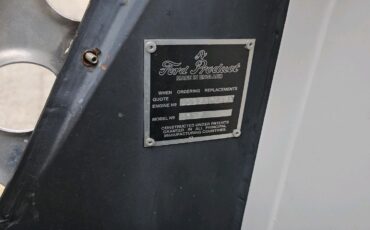 A
Ford Product
MADE IN ENGLAND
WHEN ORDERING REPLACEMENTS
QUOTE
ENGINE Nº
MODEL Nº
CONSTRUCTED UNDER PATENTS
GRANTED IN ALL PRINCIPAL
MANUFACTURING COUNTRIES